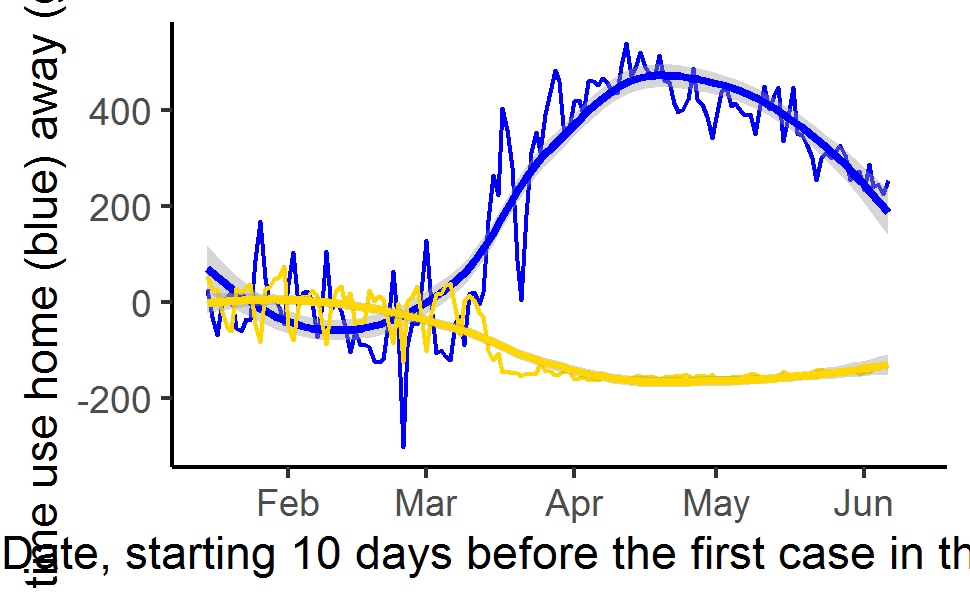 time use home (blue) away (
400
200
0
-200
Feb Mar Apr May Jun
Date, starting 10 days before the first case in th